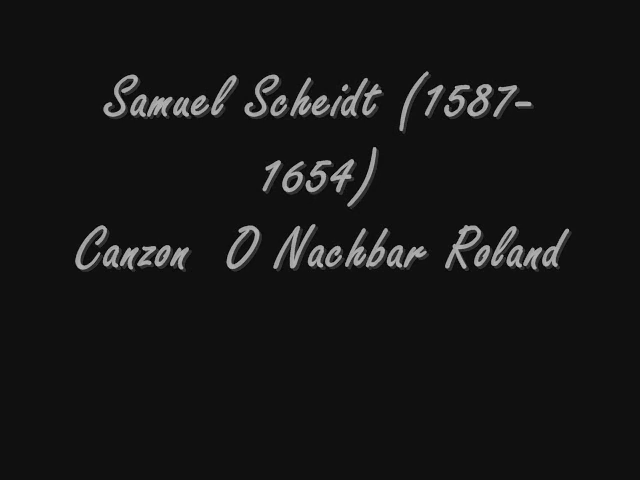 Samuel Scheidt (1587-
1654)
Canzon O Nachbar Roland